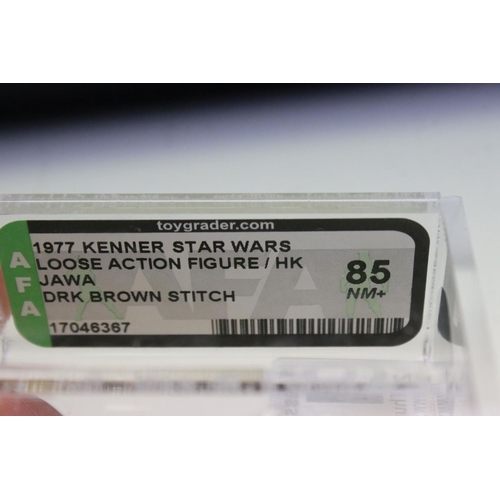 toygrader.com
AFA
1977 KENNER STAR WARS
LOOSE ACTION FIGURE / HK
JAWA
DRK BROWN STITCH
17046367
85
NM+